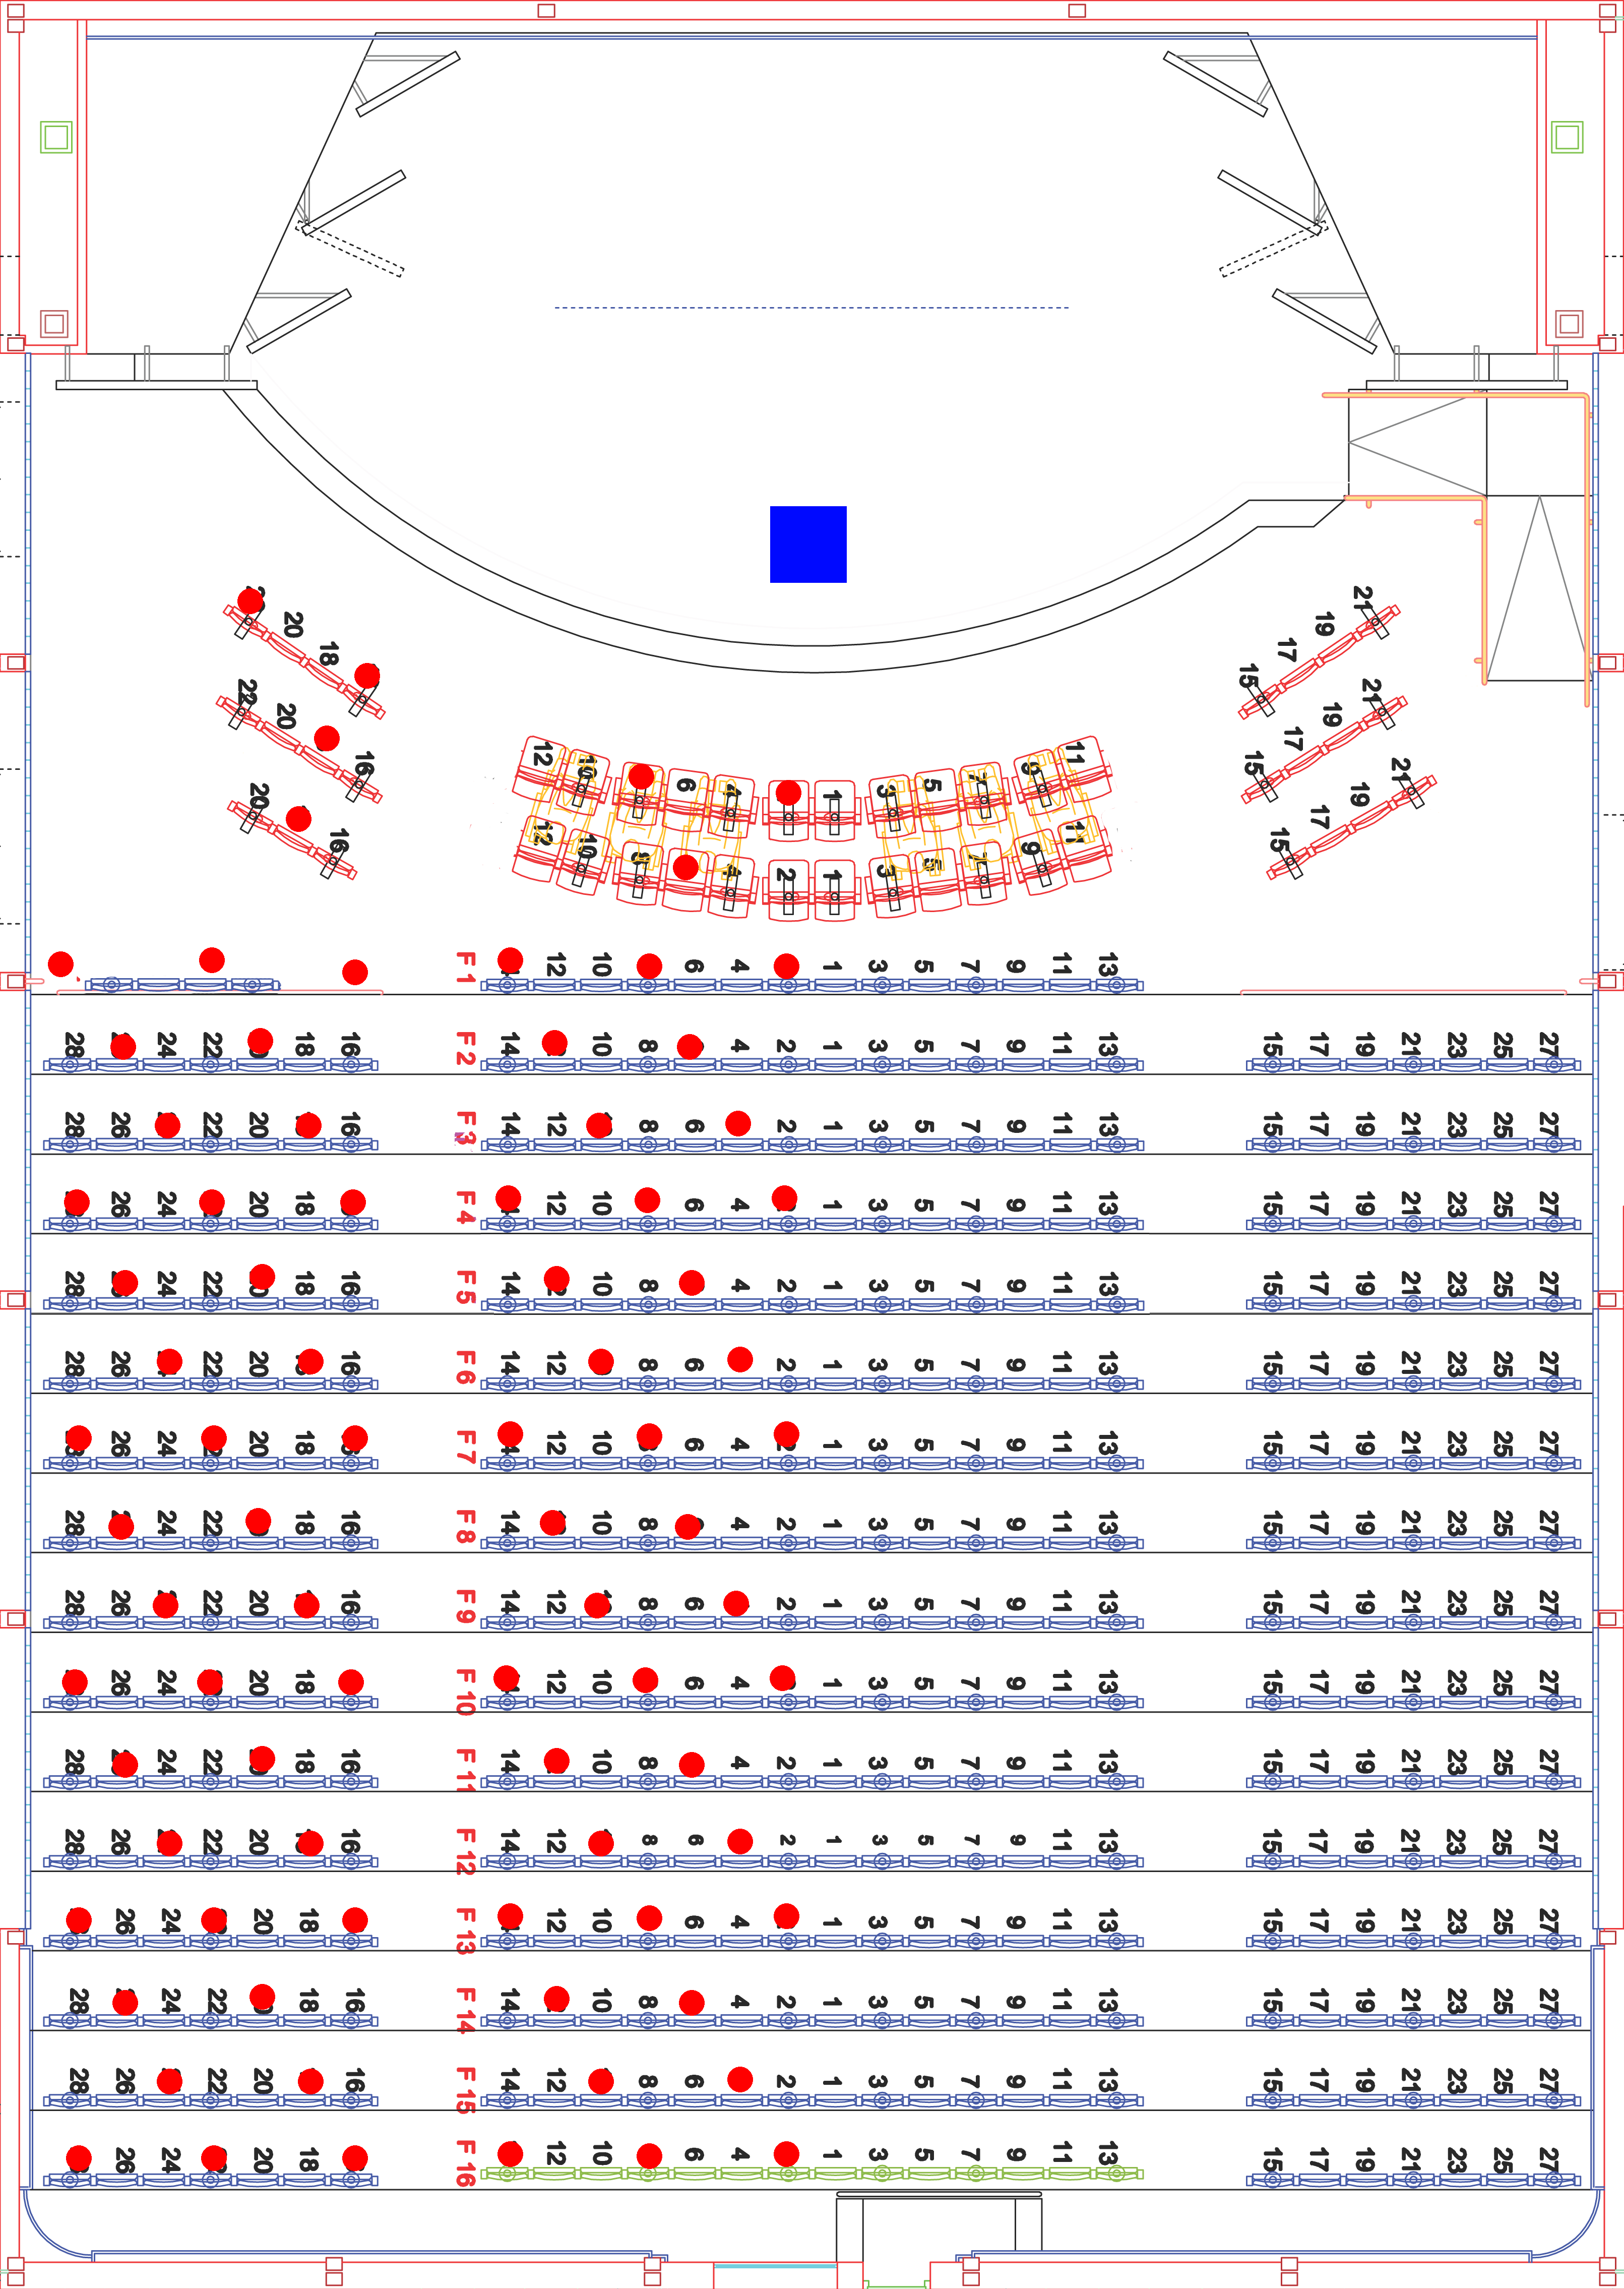 20 18
22 20 16
20 16
21 19 17 15
21 19 17 15
21 19 17 15
12 10 6 4 1 3 5 7 9 11
12 10 8 4 2 1 3 5 7 9 11
F 1 12 10 6 4 1 3 5 7 9 11 13
28 24 22 18 16 F 2 14 10 8 4 2 1 3 5 7 9 11 13 15 17 19 21 23 25 27
28 26 22 20 16 F 3 14 12 8 6 2 1 3 5 7 9 11 13 15 17 19 21 23 25 27
26 24 20 18 F 4 12 10 6 4 1 3 5 7 9 11 13 15 17 19 21 23 25 27
28 24 22 18 16 F 5 14 10 8 4 2 1 3 5 7 9 11 13 15 17 19 21 23 25 27
28 26 22 20 16 F 6 14 12 8 6 2 1 3 5 7 9 11 13 15 17 19 21 23 25 27
26 24 20 18 F 7 12 10 6 4 1 3 5 7 9 11 13 15 17 19 21 23 25 27
28 24 22 18 16 F 8 14 10 8 4 2 1 3 5 7 9 11 13 15 17 19 21 23 25 27
28 26 22 20 16 F 9 14 12 8 6 2 1 3 5 7 9 11 13 15 17 19 21 23 25 27
26 24 20 18 F 10 12 10 6 4 1 3 5 7 9 11 13 15 17 19 21 23 25 27
28 24 22 18 16 F 11 14 10 8 4 2 1 3 5 7 9 11 13 15 17 19 21 23 25 27
28 26 22 20 16 F 12 14 12 8 6 2 1 3 5 7 9 11 13 15 17 19 21 23 25 27
26 24 20 18 F 13 12 10 6 4 1 3 5 7 9 11 13 15 17 19 21 23 25 27
28 24 22 18 16 F 14 14 10 8 4 2 1 3 5 7 9 11 13 15 17 19 21 23 25 27
28 26 22 20 16 F 15 14 12 8 6 2 1 3 5 7 9 11 13 15 17 19 21 23 25 27
26 24 20 18 F 16 12 10 6 4 1 3 5 7 9 11 13 15 17 19 21 23 25 27